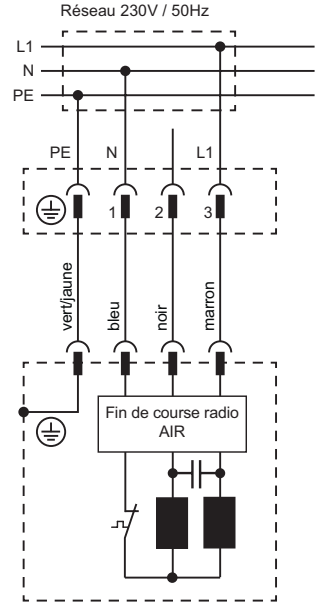 Réseau 230V / 50Hz
L1
N
PE
PE N L1
1 2 3
vert/jaune
bleu
noir
marron
Fin de course radio
AIR